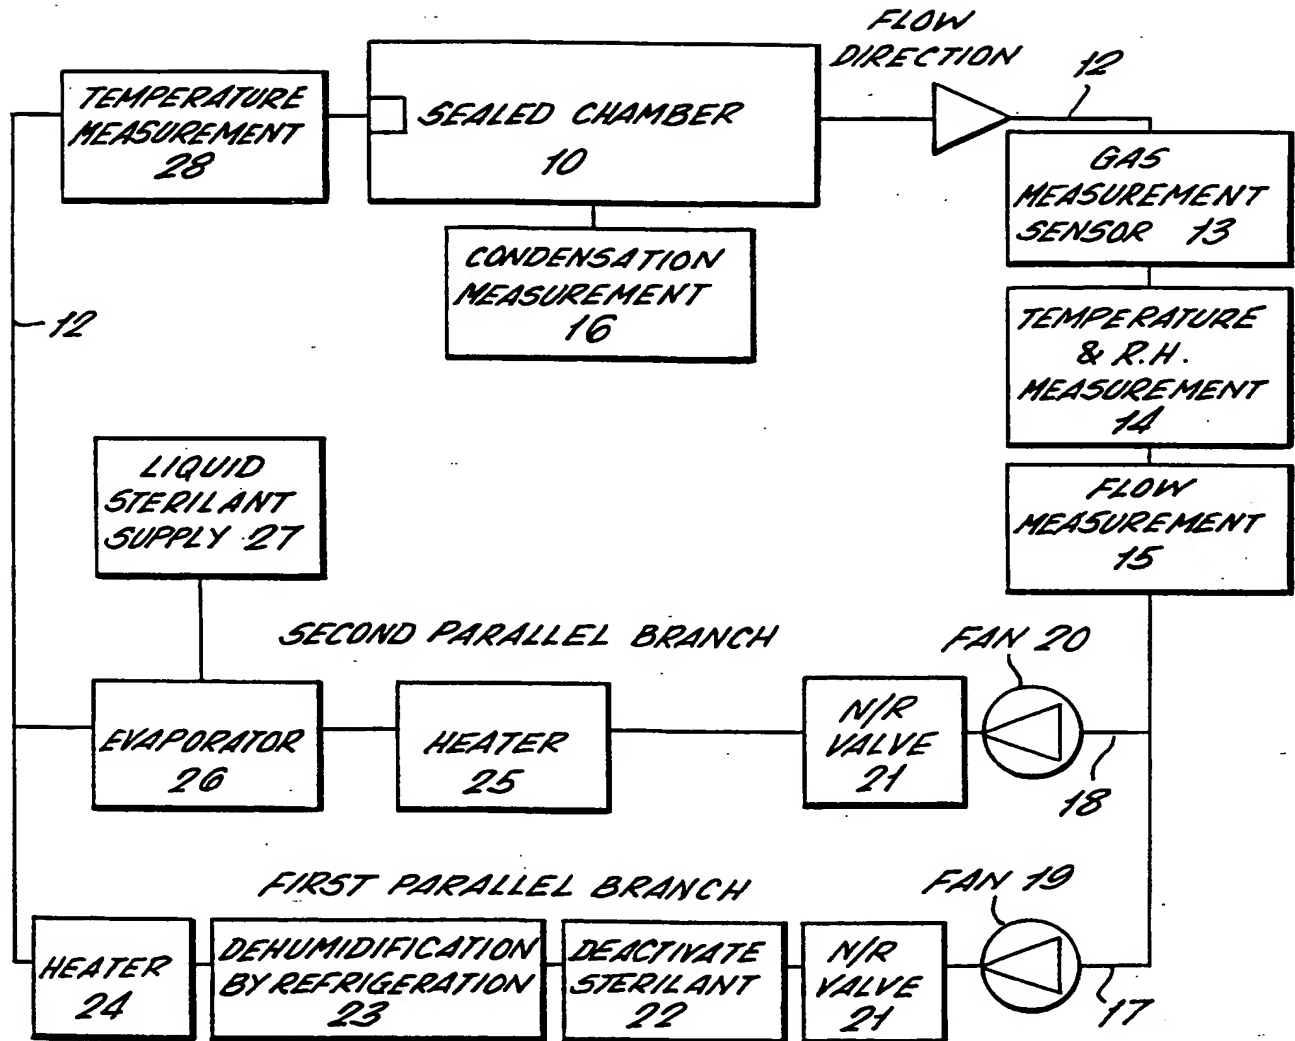 FLOW
DIRECTION
12
TEMPERATURE
MEASUREMENT
28
SEALED CHAMBER
10
GAS
MEASUREMENT
SENSOR 13
CONDENSATION
MEASUREMENT
16
12
TEMPERATURE
& R.H.
MEASUREMENT
14
LIQUID
STERILANT
SUPPLY 27
FLOW
MEASUREMENT
15
SECOND PARALLEL BRANCH
FAN 20
EVAPORATOR
26
HEATER
25
N/R
VALVE
21
18
FIRST PARALLEL BRANCH
FAN 19
HEATER
24
DEHUMIDIFICATION
BY REFRIGERATION
23
DEACTIVATE
STERILANT
22
N/R
VALVE
21
17